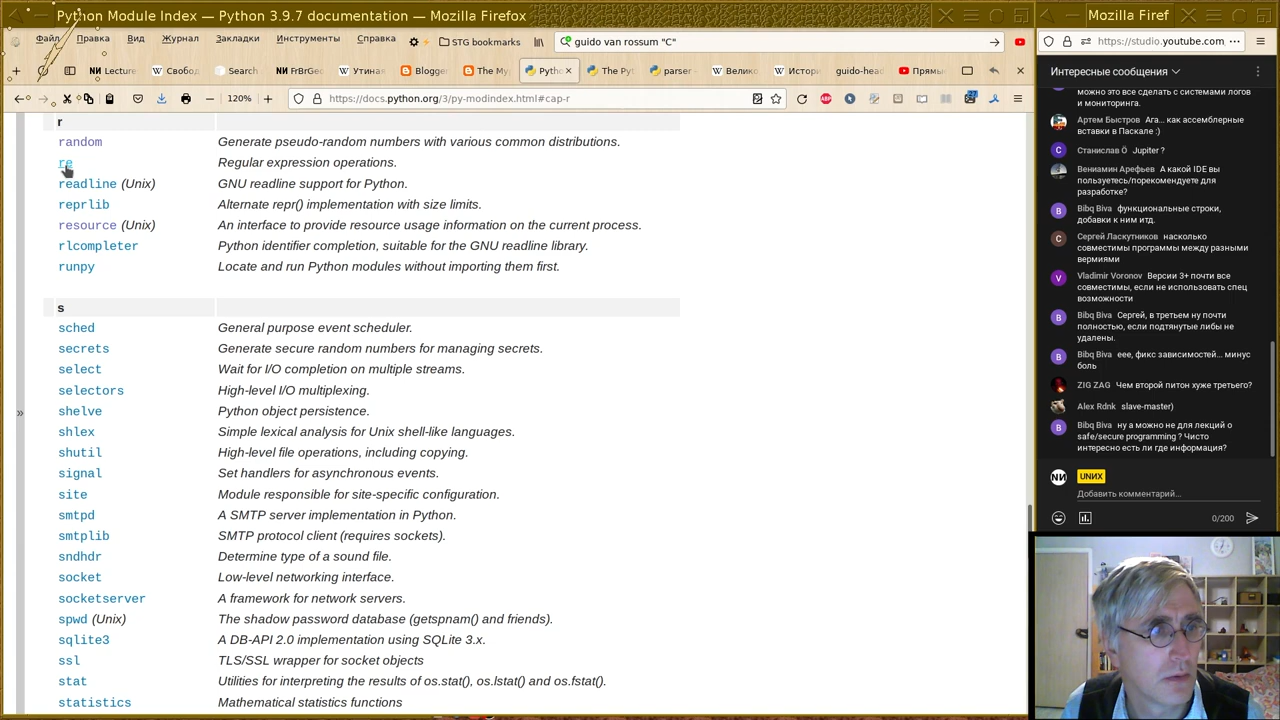 Python Module Index — Python 3.9.7 documentation — Mozilla Firefox
Mozilla Firef
Файл Правка Вид Журнал Закладки Инструменты Справка
STG bookmarks
guido van rossum "C"
Lecture
Свобод
Search
FrBrGeo
Утиная
Blogger
The My
Pytho
The Pyt
parser -
Велико
Истори
guido-head
Прямы
120%
https://docs.python.org/3/py-modindex.html#cap-r
r
random Generate pseudo-random numbers with various common distributions.
re Regular expression operations.
readline (Unix) GNU readline support for Python.
reprlib Alternate repr() implementation with size limits.
resource (Unix) An interface to provide resource usage information on the current process.
rlcompleter Python identifier completion, suitable for the GNU readline library.
runpy Locate and run Python modules without importing them first.
s
sched General purpose event scheduler.
secrets Generate secure random numbers for managing secrets.
select Wait for I/O completion on multiple streams.
selectors High-level I/O multiplexing.
shelve Python object persistence.
shlex Simple lexical analysis for Unix shell-like languages.
shutil High-level file operations, including copying.
signal Set handlers for asynchronous events.
site Module responsible for site-specific configuration.
smtpd A SMTP server implementation in Python.
smtplib SMTP protocol client (requires sockets).
sndhdr Determine type of a sound file.
socket Low-level networking interface.
socketserver A framework for network servers.
spwd (Unix) The shadow password database (getspnam() and friends).
sqlite3 A DB-API 2.0 implementation using SQLite 3.x.
ssl TLS/SSL wrapper for socket objects
stat Utilities for interpreting the results of os.stat(), os.lstat() and os.fstat().
statistics Mathematical statistics functions
»
https://studio.youtube.com
Интересные сообщения
можно это все сделать с системами логов
и мониторинга.
Артем Быстров Ага... как ассемблерные
вставки в Паскале :)
Станислав Ö Jupiter ?
Вениамин Арефьев А какой IDE вы
пользуетесь/порекомендуете для
разработке?
Bibq Biva функциональные строки,
добавки к ним итд.
Сергей Ласкутников насколько
совместимы программы между разными
вермиями
Vladimir Voronov Версии 3+ почти все
совместимы, если не использовать спец
возможности
Bibq Biva Сергей, в третьем ну почти
полностью, если подтянутые либы не
удалены.
Bibq Biva еее, фикс зависимостей... минус
боль
ZIG ZAG Чем второй питон хуже третьего?
Alex Rdnk slave-master)
Bibq Biva ну а можно не для лекций о
safe/secure programming ? Чисто
интересно есть ли где информация?
UNИX
Добавить комментарий...
0/200